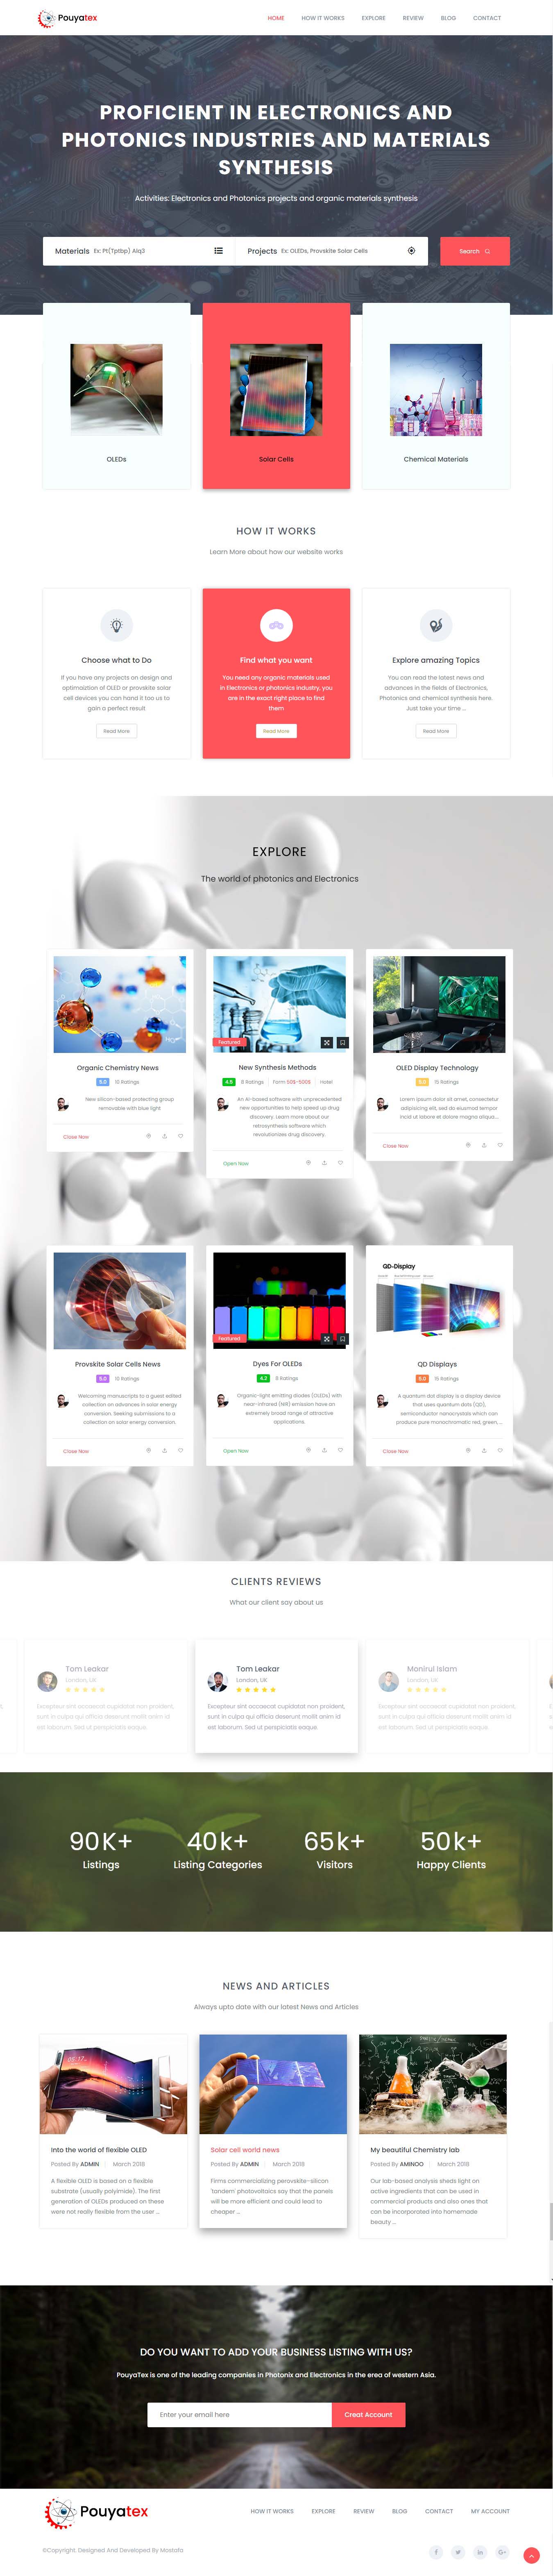 Pouyatex
HOME HOW IT WORKS EXPLORE REVIEW BLOG CONTACT
PROFICIENT IN ELECTRONICS AND
PHOTONICS INDUSTRIES AND MATERIALS
SYNTHESIS
Activities: Electronics and Photonics projects and organic materials synthesis
Materials Ex: Pt(Tptbp) Alq3
Projects Ex: OLEDs, Provskite Solar Cells
Search
OLEDs
Solar Cells
Chemical Materials
HOW IT WORKS
Learn More about how our website works
Choose what to Do
If you have any projects on design and
optimaiztion of OLED or provskite solar
cell devices you can hand it too us to
gain a perfect result
Read More
Find what you want
You need any organic materials used
in Electronics or photonics industry, you
are in the exact right place to find
them
Read More
Explore amazing Topics
You can read the latest news and
advances in the fields of Electronics,
Photonics and chemical synthesis here.
Just take your time ...
Read More
EXPLORE
The world of photonics and Electronics
Organic Chemistry News
5.0 15 Ratings
New silicon-based protecting group
removable with blue light
Close Now
Featured
New Synthesis Methods
4.5 8 Ratings Form 50$-500$ Hotel
An AI-based software with unprecedented
new opportunities to help speed up drug
discovery. Learn more about our
retrosynthesis software which
revolutionizes drug discovery.
Open Now
OLED Display Technology
5.0 15 Ratings
Lorem ipsum dolor sit amet, consectetur
adipisicing elit, sed do eiusmod tempor
incid ut labore et dolore magna aliqua....
Close Now
Provskite Solar Cells News
5.0 10 Ratings
Welcoming manuscripts to a guest edited
collection on advances in solar energy
conversion. Seeking submissions to a
collection on solar energy conversion.
Close Now
Featured
Dyes For OLEDs
4.2 8 Ratings
Organic-light emitting diodes (OLEDs) with
near-infrared (NIR) emission have an
extremely broad range of attractive
applications.
Open Now
QD-Display
QD Displays
5.0 15 Ratings
A quantum dot display is a display device
that uses quantum dots (QD),
semiconductor nanocrystals which can
produce pure monochromatic red, green, ...
Close Now
CLIENTS REVIEWS
What our client say about us
Tom Leakar
London, UK
Excepteur sint occaecat cupidatat non proident,
sunt in culpa qui officia deserunt mollit anim id
est laborum. Sed ut perspiciatis eaque.
Tom Leakar
London, UK
Excepteur sint occaecat cupidatat non proident,
sunt in culpa qui officia deserunt mollit anim id
est laborum. Sed ut perspiciatis eaque.
Monirul Islam
London, UK
Excepteur sint occaecat cupidatat non proident,
sunt in culpa qui officia deserunt mollit anim id
est laborum. Sed ut perspiciatis eaque.
90K+ 40k+ 65k+ 50k+
Listings Listing Categories Visitors Happy Clients
NEWS AND ARTICLES
Always upto date with our latest News and Articles
Into the world of flexible OLED
Posted By ADMIN March 2018
A flexible OLED is based on a flexible
substrate (usually polyimide). The first
generation of OLEDs produced on these
were not really flexible from the user ...
Solar cell world news
Posted By ADMIN March 2018
Firms commercializing perovskite-silicon
'tandem' photovoltaics say that the panels
will be more efficient and could lead to
cheaper ...
My beautiful Chemistry lab
Posted By AMINOO March 2018
Our lab-based analysis sheds light on
active ingredients that can be used in
commercial products and also ones that
can be incorporated into homemade
beauty ...
DO YOU WANT TO ADD YOUR BUSINESS LISTING WITH US?
PouyaTex is one of the leading companies in Photonix and Electronics in the erea of western Asia.
Enter your email here
Creat Account
Pouyatex
HOW IT WORKS EXPLORE REVIEW BLOG CONTACT MY ACCOUNT
©Copyright. Designed And Developed By Mostafa